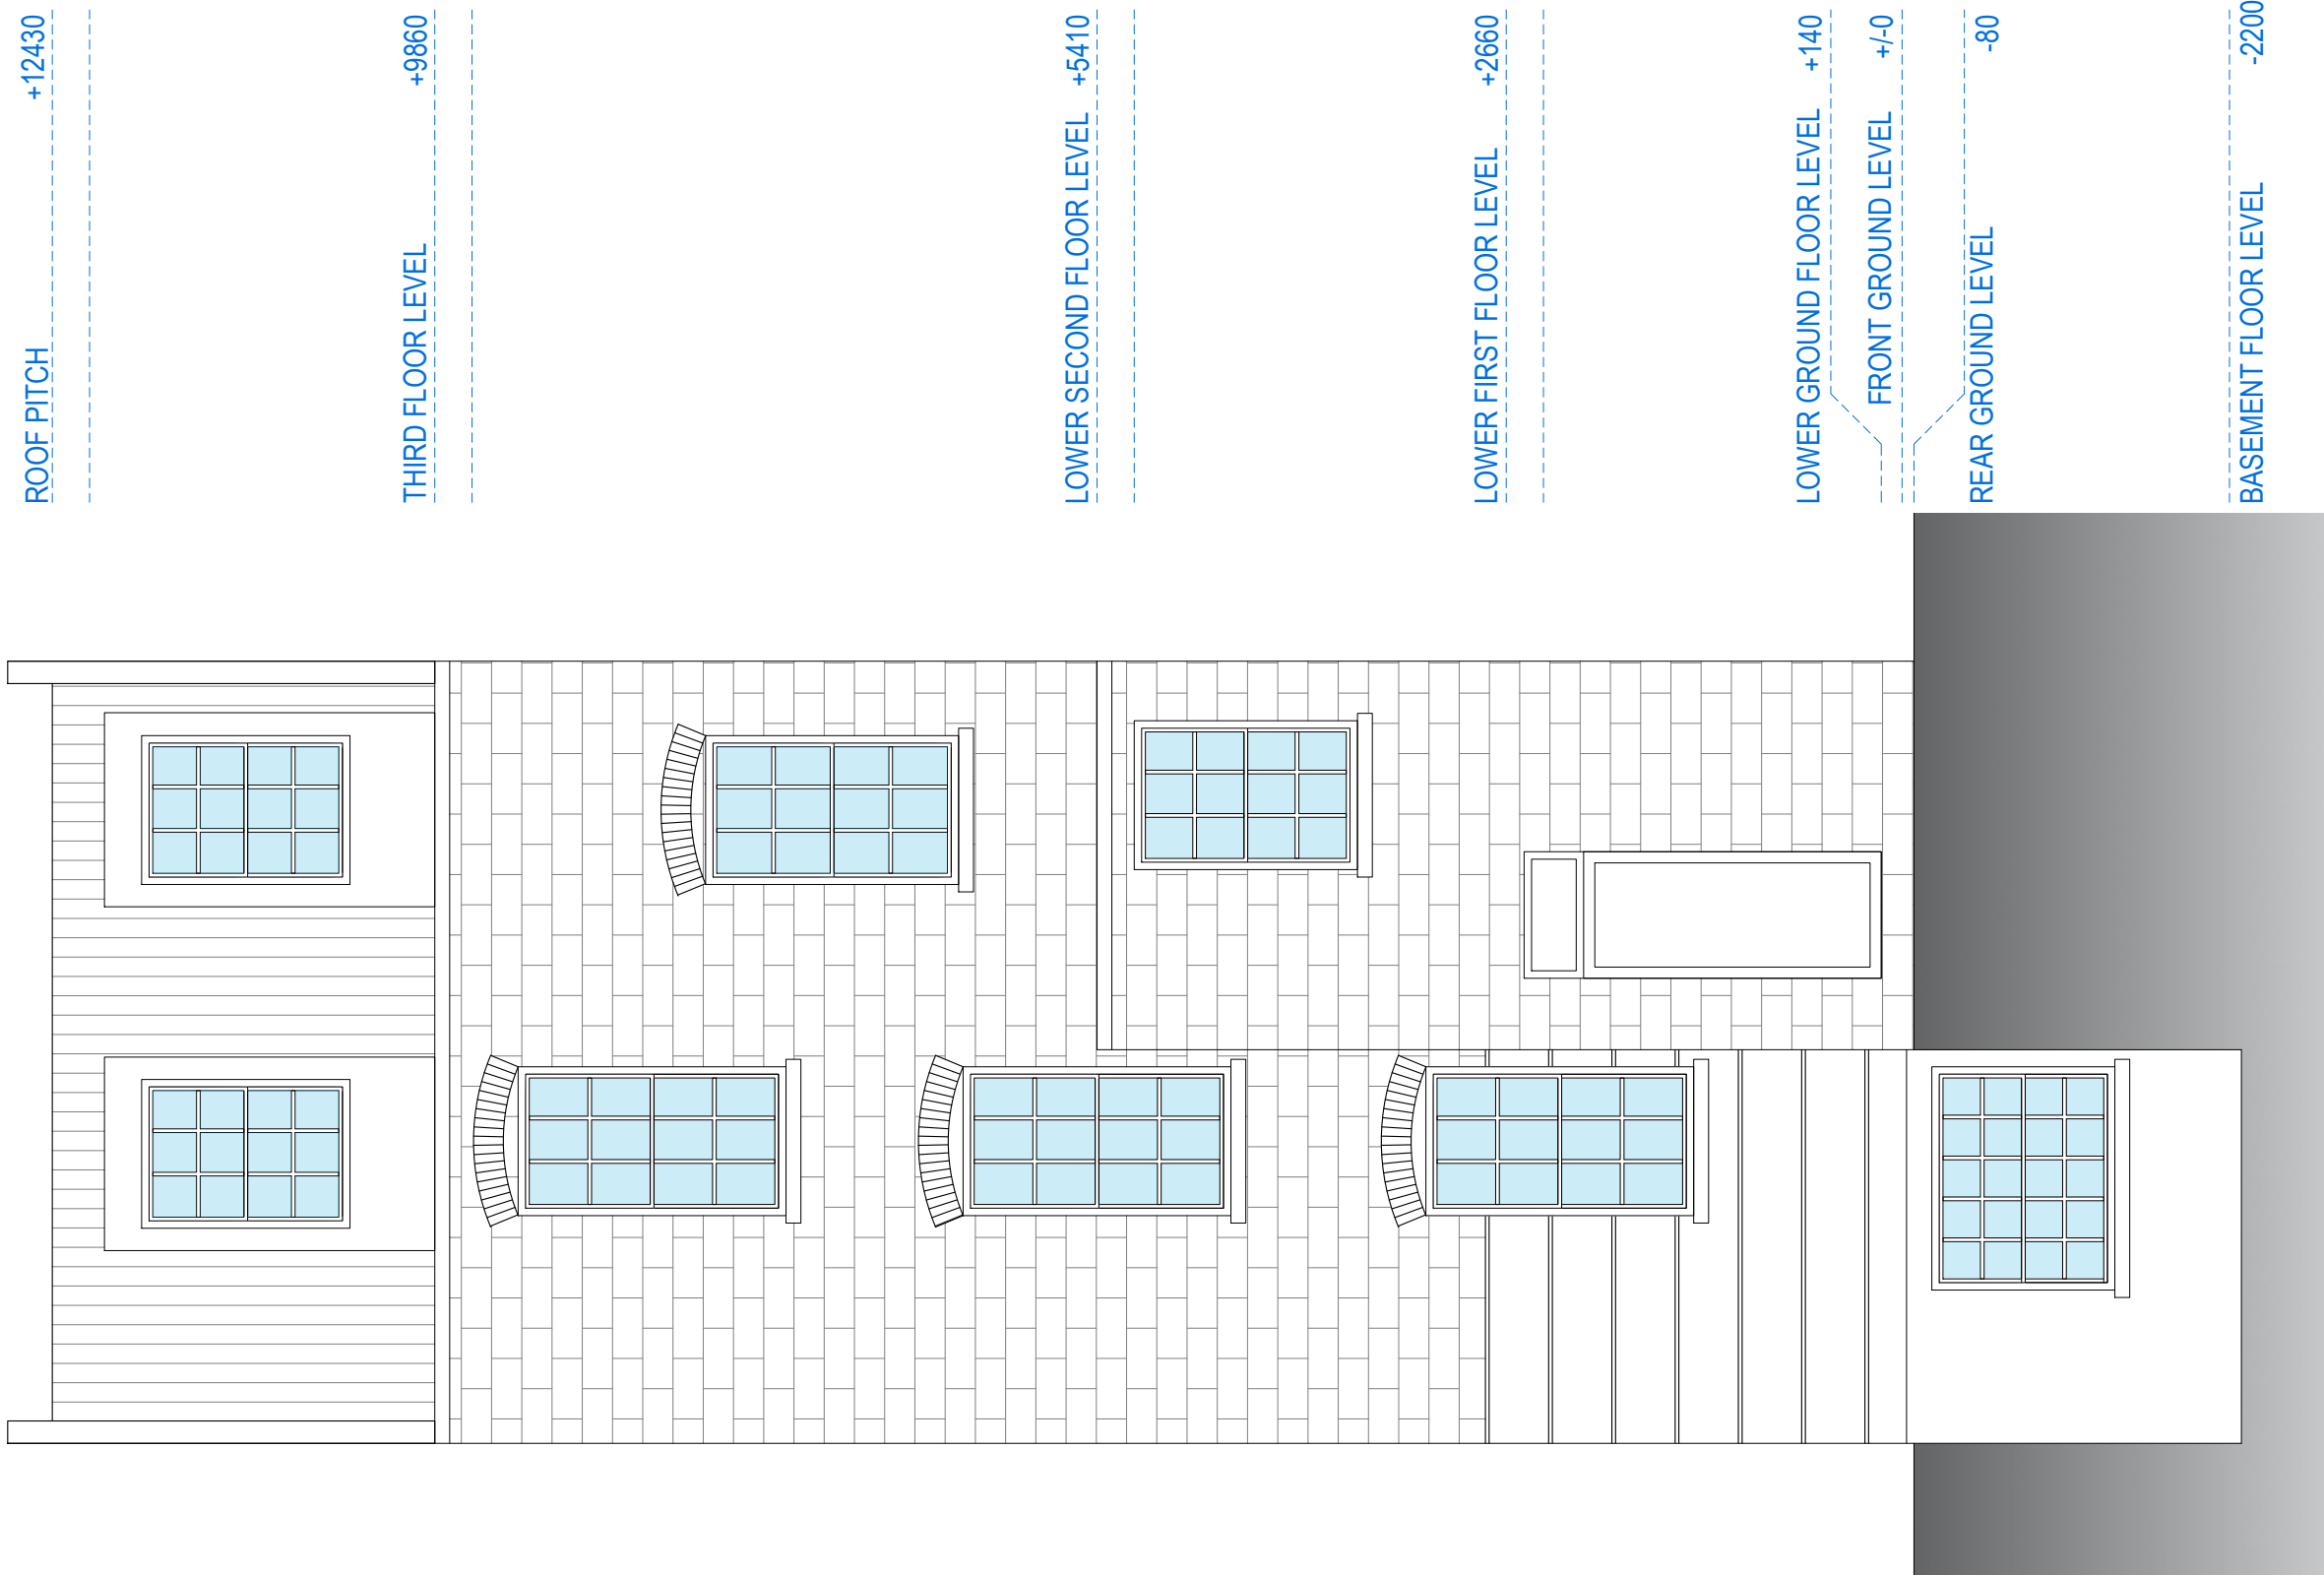 ROOF PITCH +12430
THIRD FLOOR LEVEL +9860
LOWER SECOND FLOOR LEVEL +5410
LOWER FIRST FLOOR LEVEL +2660
LOWER GROUND FLOOR LEVEL +140
FRONT GROUND LEVEL +/-0
REAR GROUND LEVEL -80
BASEMENT FLOOR LEVEL -2200